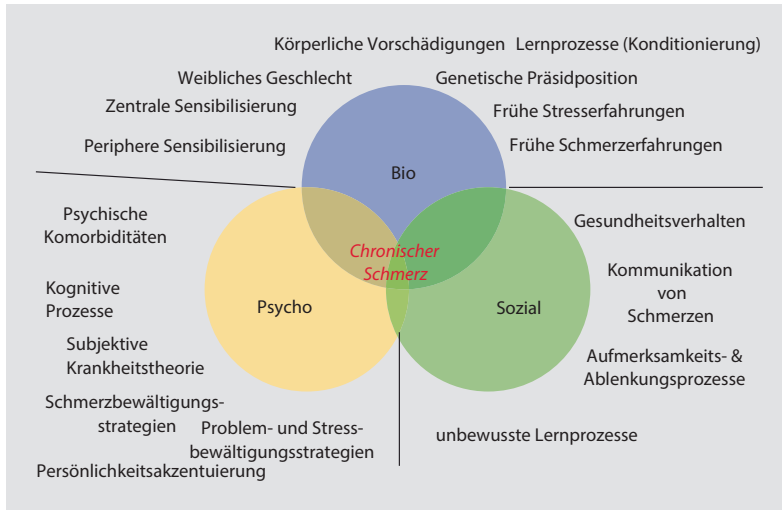 Körperliche Vorschädigungen
Lernprozesse (Konditionierung)
Weibliches Geschlecht
Genetische Präsidposition
Zentrale Sensibilisierung
Frühe Stresserfahrungen
Periphere Sensibilisierung
Frühe Schmerzerfahrungen
Bio
Psychische
Komorbiditäten
Kognitive
Prozesse
Subjektive
Krankheitstheorie
Schmerzbewältigungs-
strategien
Problem- und Stress-
bewältigungsstrategien
Persönlichkeitsakzentuierung
Psycho
Chronischer
Schmerz
Sozial
Gesundheitsverhalten
Kommunikation
von
Schmerzen
Aufmerksamkeits- &
Ablenkungsprozesse
unbewusste Lernprozesse